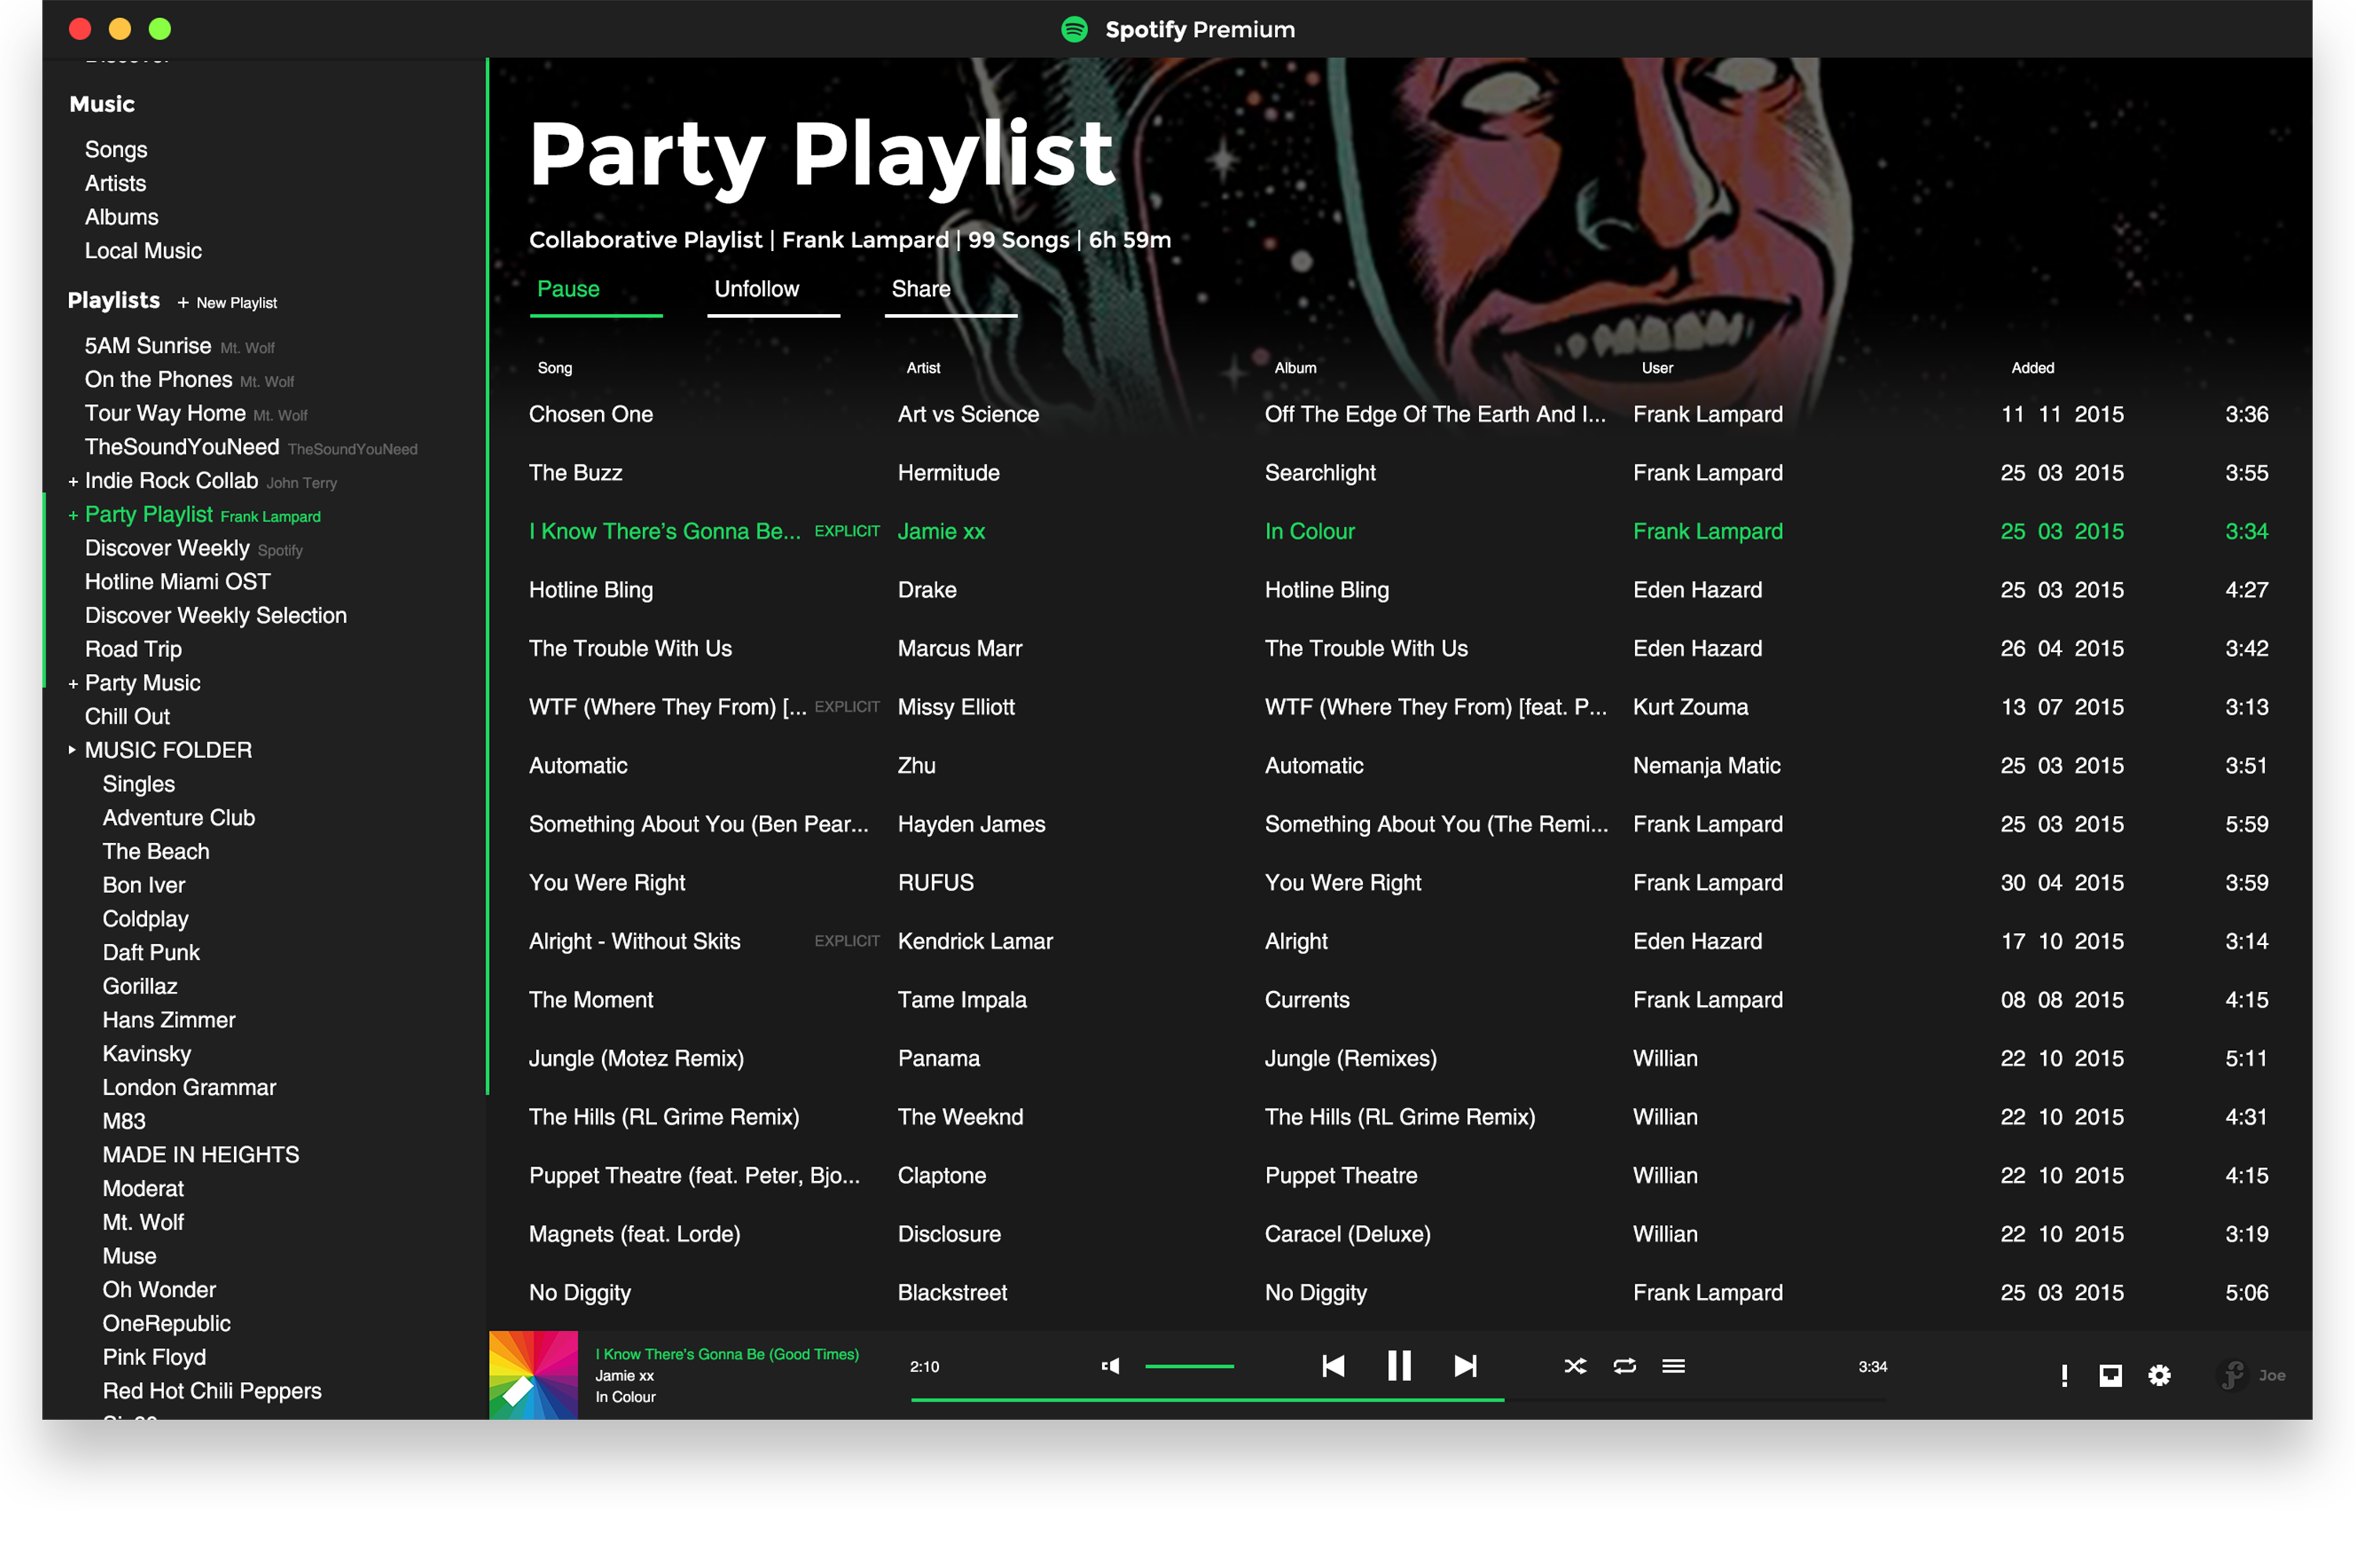 Spotify Premium
Music
Songs
Artists
Albums
Local Music
Playlists + New Playlist
5AM Sunrise Mt. Wolf
On the Phones Mt. Wolf
Tour Way Home Mt. Wolf
TheSoundYouNeed TheSoundYouNeed
+ Indie Rock Collab John Terry
+ Party Playlist Frank Lampard
Discover Weekly Spotify
Hotline Miami OST
Discover Weekly Selection
Road Trip
+ Party Music
Chill Out
MUSIC FOLDER
Singles
Adventure Club
The Beach
Bon Iver
Coldplay
Daft Punk
Gorillaz
Hans Zimmer
Kavinsky
London Grammar
M83
MADE IN HEIGHTS
Moderat
Mt. Wolf
Muse
Oh Wonder
OneRepublic
Pink Floyd
Red Hot Chili Peppers
Party Playlist
Collaborative Playlist | Frank Lampard | 99 Songs | 6h 59m
Pause Unfollow Share
Song Artist Album User Added
Chosen One Art vs Science Off The Edge Of The Earth And I... Frank Lampard 11 11 2015 3:36
The Buzz Hermitude Searchlight Frank Lampard 25 03 2015 3:55
I Know There's Gonna Be... EXPLICIT Jamie xx In Colour Frank Lampard 25 03 2015 3:34
Hotline Bling Drake Hotline Bling Eden Hazard 25 03 2015 4:27
The Trouble With Us Marcus Marr The Trouble With Us Eden Hazard 26 04 2015 3:42
WTF (Where They From) [... EXPLICIT Missy Elliott WTF (Where They From) [feat. P... Kurt Zouma 13 07 2015 3:13
Automatic Zhu Automatic Nemanja Matic 25 03 2015 3:51
Something About You (Ben Pear... Hayden James Something About You (The Remi... Frank Lampard 25 03 2015 5:59
You Were Right RUFUS You Were Right Frank Lampard 30 04 2015 3:59
Alright - Without Skits EXPLICIT Kendrick Lamar Alright Eden Hazard 17 10 2015 3:14
The Moment Tame Impala Currents Frank Lampard 08 08 2015 4:15
Jungle (Motez Remix) Panama Jungle (Remixes) Willian 22 10 2015 5:11
The Hills (RL Grime Remix) The Weeknd The Hills (RL Grime Remix) Willian 22 10 2015 4:31
Puppet Theatre (feat. Peter, Bjo... Claptone Puppet Theatre Willian 22 10 2015 4:15
Magnets (feat. Lorde) Disclosure Caracel (Deluxe) Willian 22 10 2015 3:19
No Diggity Blackstreet No Diggity Frank Lampard 25 03 2015 5:06
I Know There's Gonna Be (Good Times)
Jamie xx
In Colour
2:10
3:34
Joe